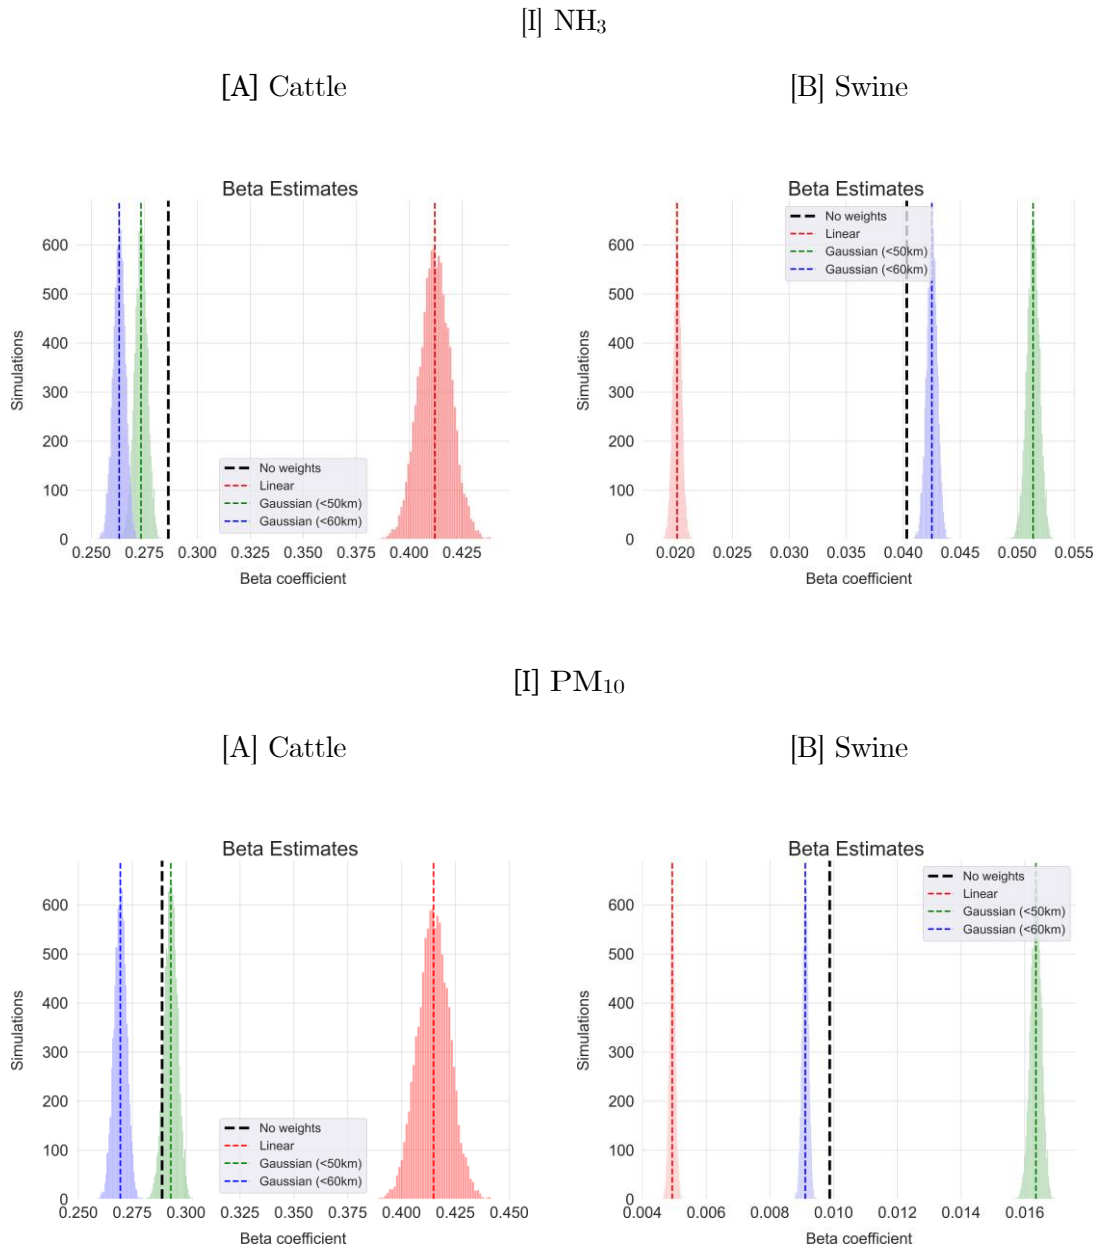 [I] NH₃
[A] Cattle
[B] Swine
Beta Estimates
600
500
400
300
200
100
0
Simulations
No weights
Linear
Gaussian (<50km)
Gaussian (<60km)
0.250 0.275 0.300 0.325 0.350 0.375 0.400 0.425
Beta coefficient
Beta Estimates
600
500
400
300
200
100
0
Simulations
No weights
Linear
Gaussian (<50km)
Gaussian (<60km)
0.020 0.025 0.030 0.035 0.040 0.045 0.050 0.055
Beta coefficient
[I] PM₁₀
[A] Cattle
[B] Swine
Beta Estimates
600
500
400
300
200
100
0
Simulations
No weights
Linear
Gaussian (<50km)
Gaussian (<60km)
0.250 0.275 0.300 0.325 0.350 0.375 0.400 0.425 0.450
Beta coefficient
Beta Estimates
600
500
400
300
200
100
0
Simulations
No weights
Linear
Gaussian (<50km)
Gaussian (<60km)
0.004 0.006 0.008 0.010 0.012 0.014 0.016
Beta coefficient